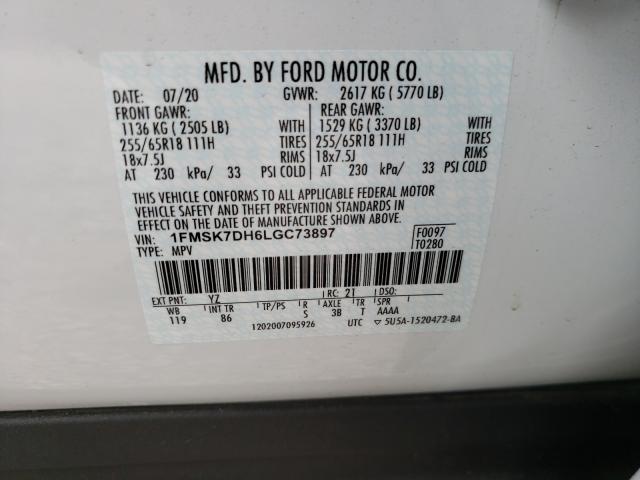 MFD. BY FORD MOTOR CO.
DATE: 07/20 GVWR: 2617 KG ( 5770 LB)
FRONT GAWR: REAR GAWR:
1136 KG ( 2505 LB) WITH 1529 KG ( 3370 LB) WITH
255/65R18 111H TIRES 255/65R18 111H TIRES
18x7.5J RIMS 18x7.5J RIMS
AT 230 kPa/ 33 PSI COLD AT 230 kPa/ 33 PSI COLD
THIS VEHICLE CONFORMS TO ALL APPLICABLE FEDERAL MOTOR
VEHICLE SAFETY AND THEFT PREVENTION STANDARDS IN
EFFECT ON THE DATE OF MANUFACTURE SHOWN ABOVE.
VIN: 1FMSK7DH6LGC73897 F0097
TYPE: MPV T0280
EXT PNT: YZ RC: 21 DSO:
WB INT TR TP/PS R AXLE TR SPR
119 86 S 3B T AAAA
1202007095926 UTC ▽ 5U5A-1520472-BA